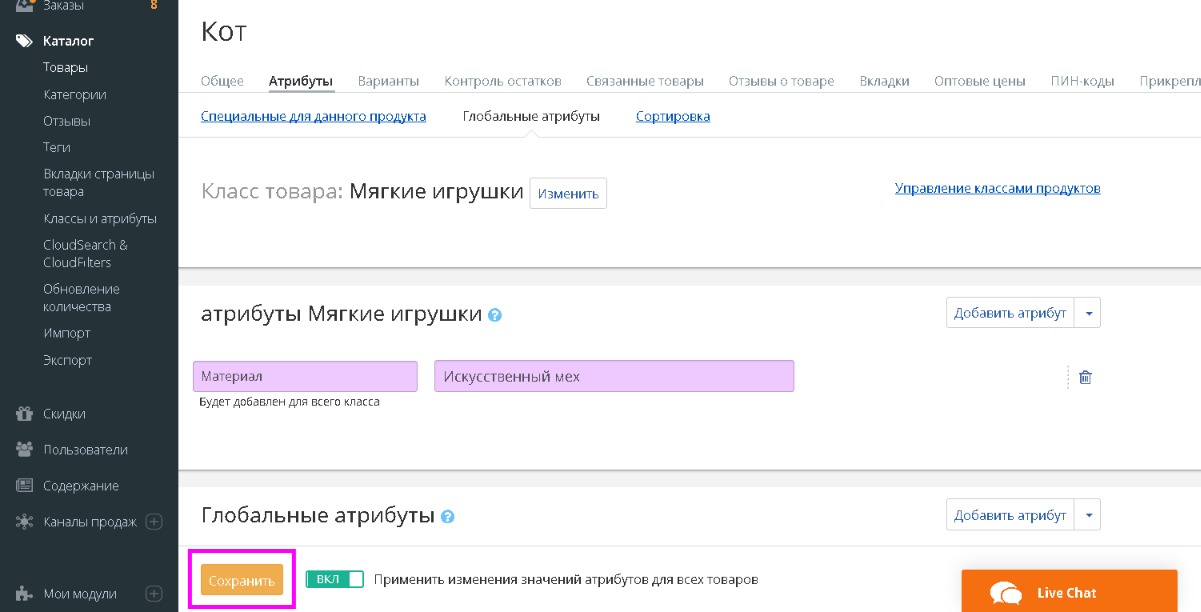 Заказы 8
Каталог
Товары
Категории
Отзывы
Теги
Вкладки страницы
товара
Классы и атрибуты
CloudSearch &
CloudFilters
Обновление
количества
Импорт
Экспорт
Скидки
Пользователи
Содержание
Каналы продаж
Мои модули
Кот
Общее Атрибуты Варианты Контроль остатков Связанные товары Отзывы о товаре Вкладки Оптовые цены ПИН-коды Прикрепл
Специальные для данного продукта Глобальные атрибуты Сортировка
Класс товара: Мягкие игрушки Изменить Управление классами продуктов
атрибуты Мягкие игрушки ? Добавить атрибут
Материал Искусственный мех
Будет добавлен для всего класса
Глобальные атрибуты ? Добавить атрибут
Сохранить ВКЛ Применить изменения значений атрибутов для всех товаров
Live Chat